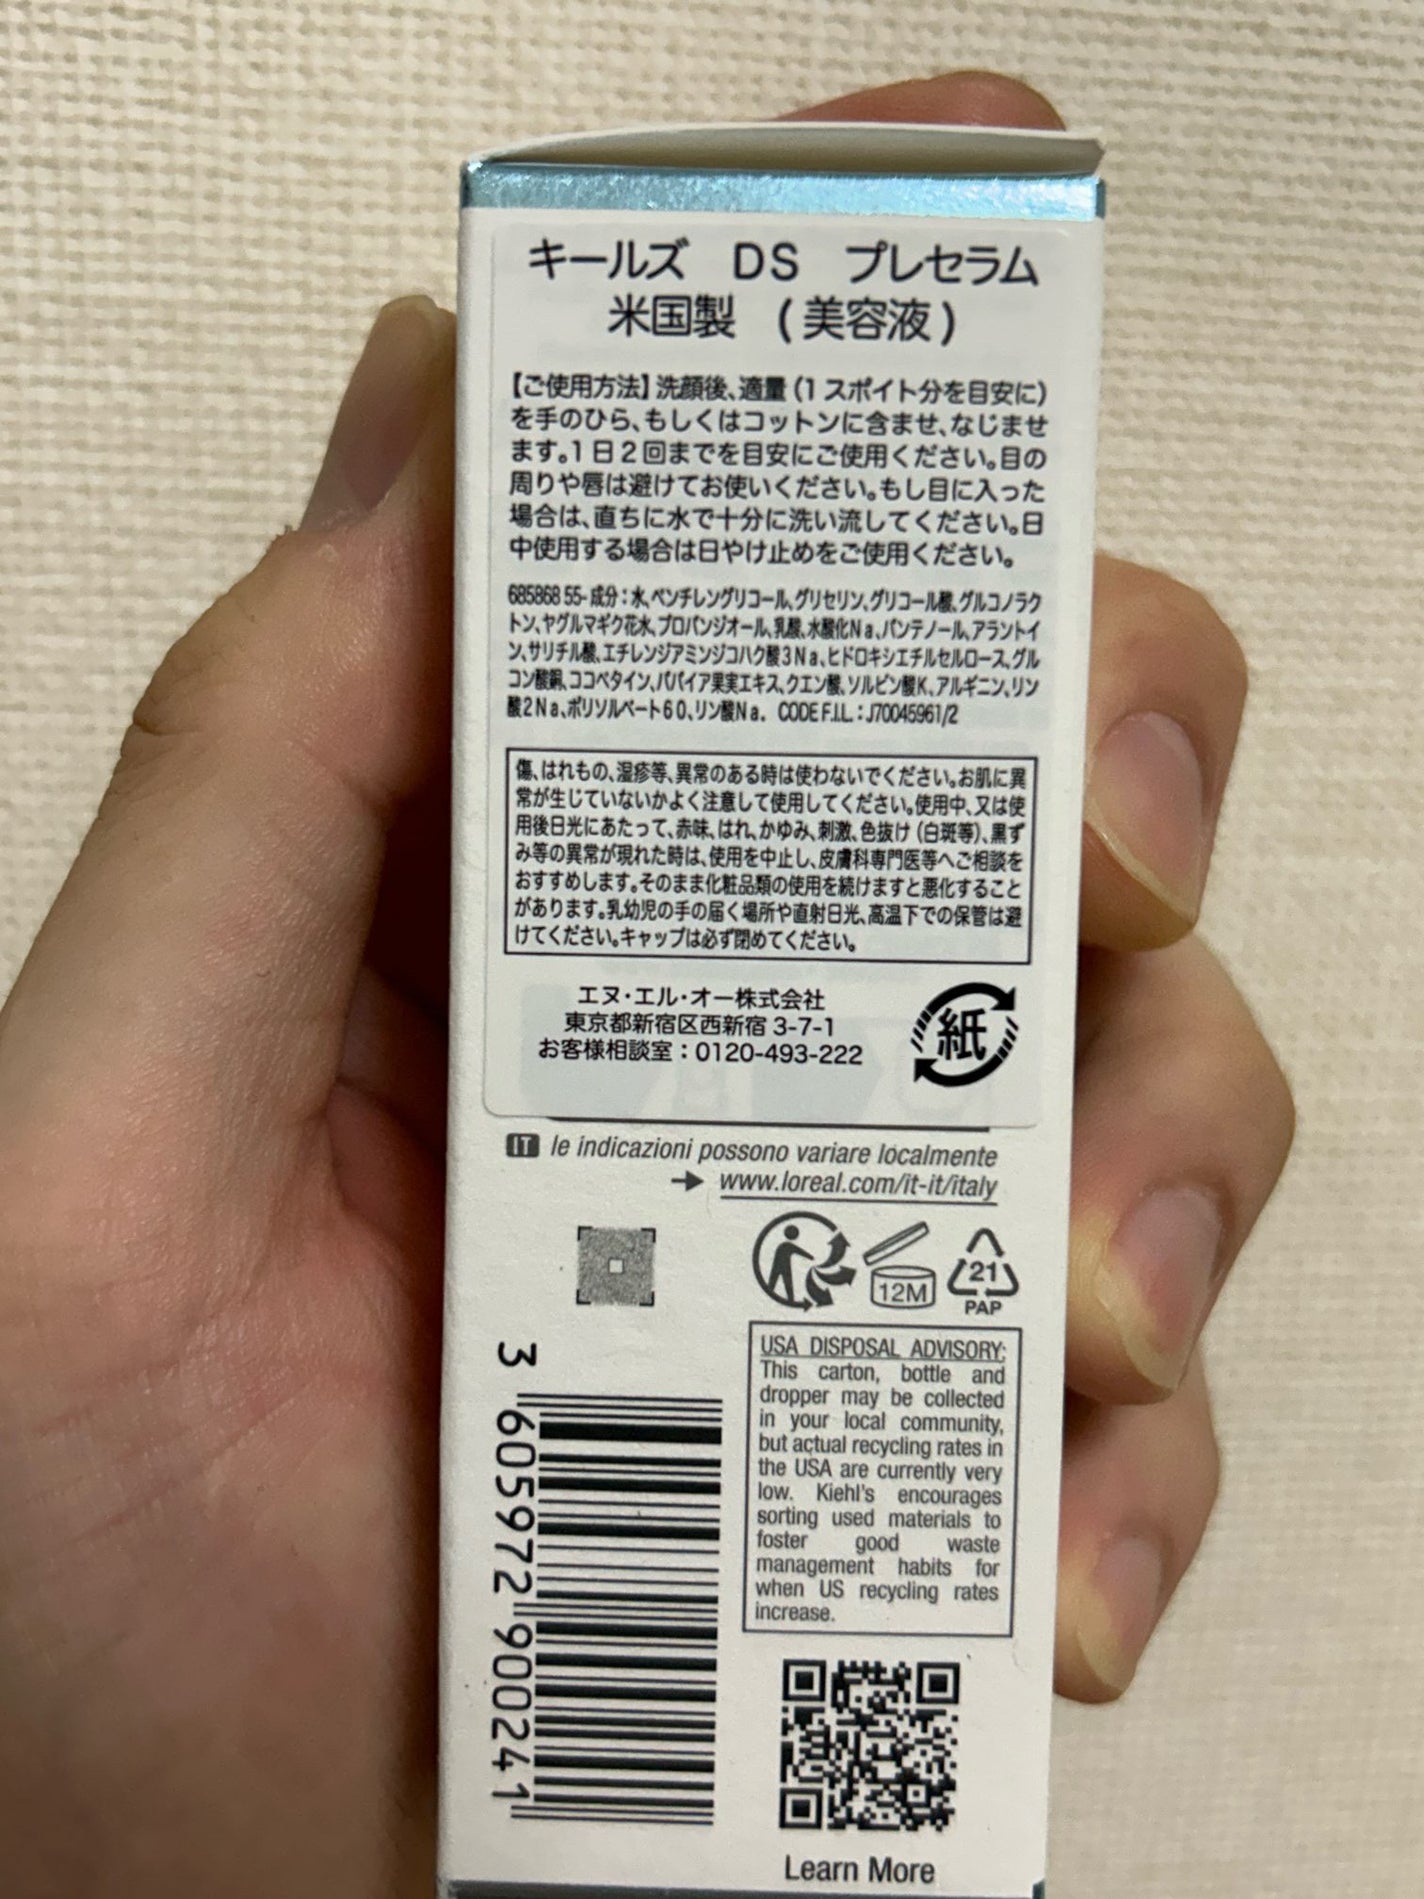 キールズ DS プレセラム
米国製 (美容液)
【ご使用方法】洗顔後、適量(1スポイト分を目安に)
を手のひら、もしくはコットンに含ませ、なじませ
ます。1日2回までを目安にご使用ください。目の
周りや唇は避けてお使いください。もし目に入った
場合は、直ちに水で十分に洗い流してください。日
中使用する場合は日やけ止めをご使用ください。
685868 55-成分:水、ペンチレングリコール、グリセリン、グリコール酸、グルコノラク
トン、ヤグルマギク花水、プロパンジオール、乳酸、水酸化Na、パンテノール、アラントイ
ン、サリチル酸、エチレンジアミンジコハク酸3Na、ヒドロキシエチルセルロース、グル
コン酸銅、ココベタイン、パパイア果実エキス、クエン酸、ソルビン酸K、アルギニン、リン
酸2Na、ポリソルベート60、リン酸Na. CODE F.I.L.:J70045961/2
傷、はれもの、湿疹等、異常のある時は使わないでください。お肌に異
常が生じていないかよく注意して使用してください。使用中、又は使
用後日光にあたって、赤味、はれ、かゆみ、刺激、色抜け(白斑等)、黒ず
み等の異常が現れた時は、使用を中止し、皮膚科専門医等へご相談を
おすすめします。そのまま化粧品類の使用を続けますと悪化すること
があります。乳幼児の手の届く場所や直射日光、高温下での保管は避
けてください。キャップは必ず閉めてください。
エヌ・エル・オー株式会社
東京都新宿区西新宿 3-7-1
お客様相談室:0120-493-222
紙
IT le indicazioni possono variare localmente
→ www.loreal.com/it-it/italy
12M
21
PAP
USA DISPOSAL ADVISORY:
This carton, bottle and
dropper may be collected
in your local community,
but actual recycling rates in
the USA are currently very
low. Kiehl's encourages
sorting used materials to
foster good waste
management habits for
when US recycling rates
increase.
3 605972 900241
Learn More